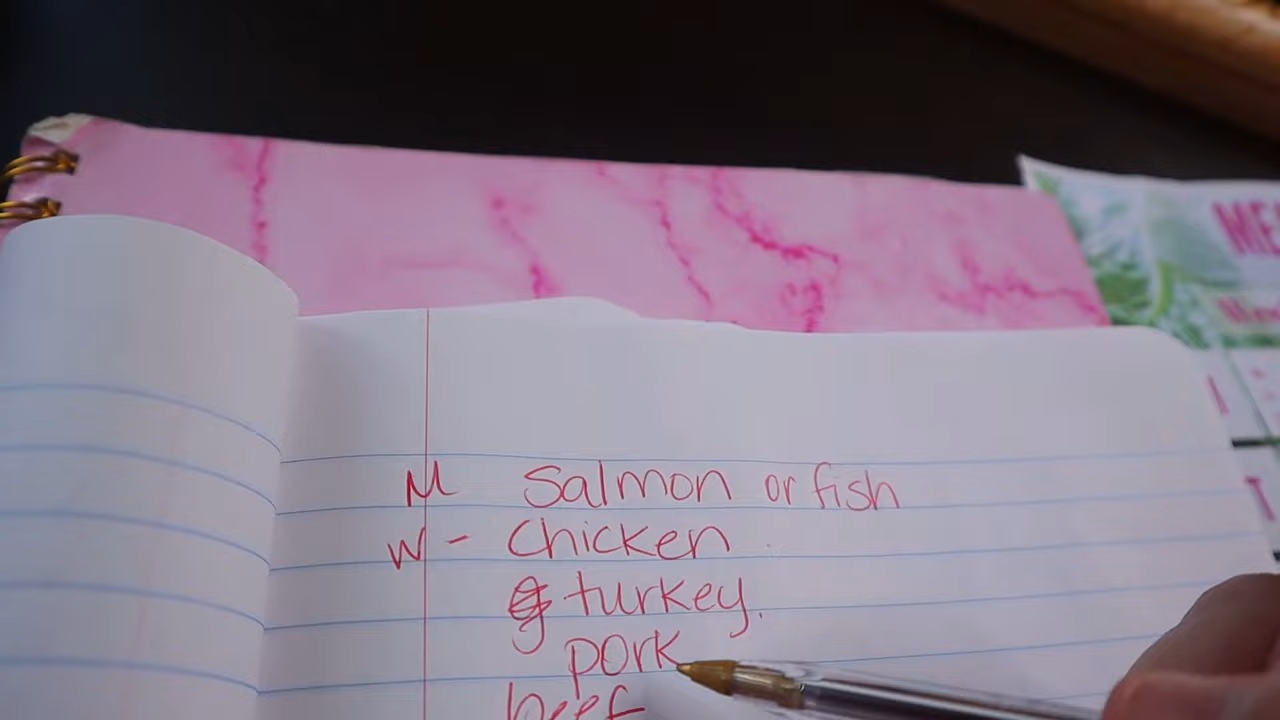 M Salmon or fish
W - Chicken
turkey.
pork
beef